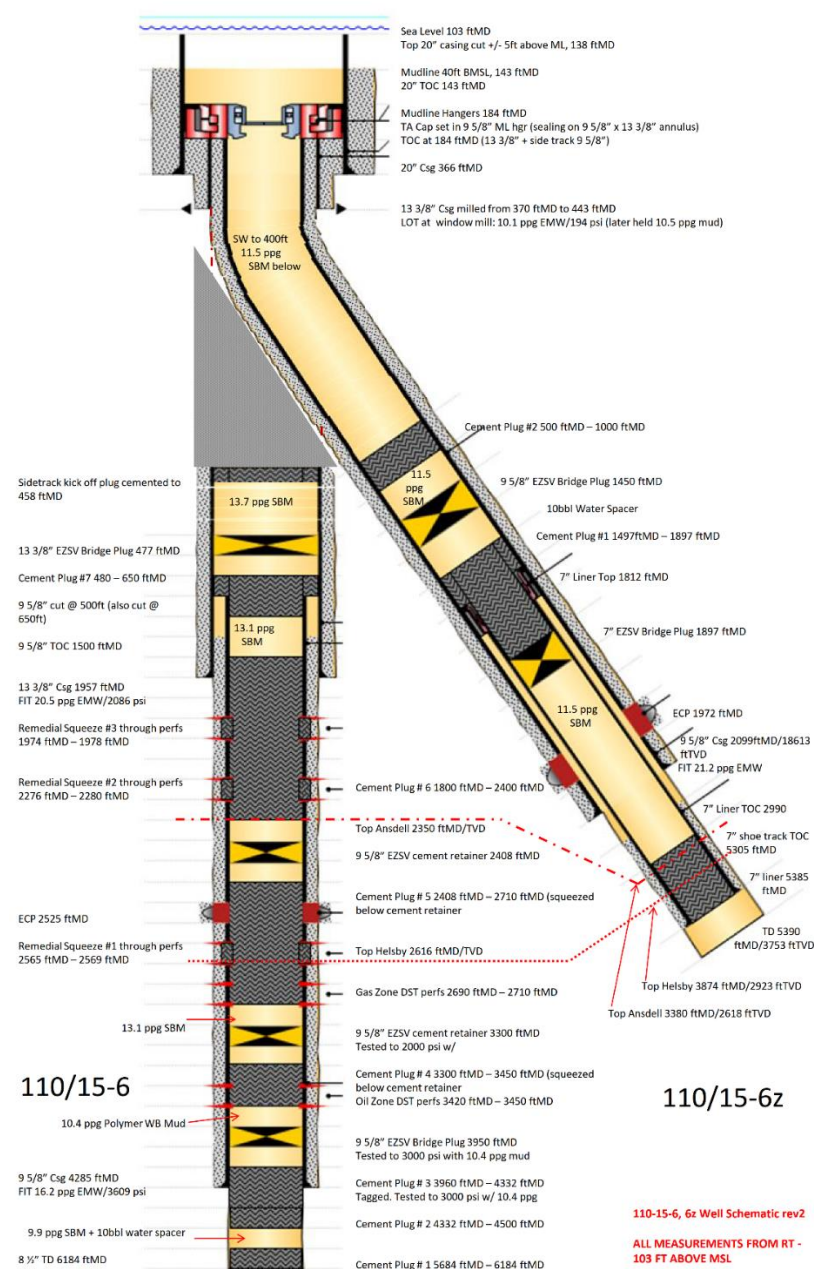 Sea Level 103 ftMD
Top 20” casing cut +/- 5ft above ML, 138 ftMD
Mudline 40ft BMSL, 143 ftMD
20” TOC 143 ftMD
Mudline Hangers 184 ftMD
TA Cap set in 9 5/8” ML hgr (sealing on 9 5/8” x 13 3/8” annulus)
TOC at 184 ftMD (13 3/8” + side track 9 5/8”)
20” Csg 366 ftMD
13 3/8” Csg milled from 370 ftMD to 443 ftMD
LOT at window mill: 10.1 ppg EMW/194 psi (later held 10.5 ppg mud)
SW to 400ft
11.5 ppg
SBM below
Cement Plug #2 500 ftMD – 1000 ftMD
11.5
ppg
SBM
9 5/8” EZSV Bridge Plug 1450 ftMD
10bbl Water Spacer
Cement Plug #1 1497ftMD – 1897 ftMD
7” Liner Top 1812 ftMD
7” EZSV Bridge Plug 1897 ftMD
11.5 ppg
SBM
ECP 1972 ftMD
9 5/8” Csg 2099ftMD/18613
ftTVD
FIT 21.2 ppg EMW
7” Liner TOC 2990
7” shoe track TOC
5305 ftMD
7” liner 5385
ftMD
TD 5390
ftMD/3753 ftTVD
Top Helsby 3874 ftMD/2923 ftTVD
Top Ansdell 3380 ftMD/2618 ftTVD
110/15-6z
Sidetrack kick off plug cemented to
458 ftMD
13.7 ppg SBM
13 3/8” EZSV Bridge Plug 477 ftMD
Cement Plug #7 480 – 650 ftMD
9 5/8” cut @ 500ft (also cut @
650ft)
13.1 ppg
SBM
9 5/8” TOC 1500 ftMD
13 3/8” Csg 1957 ftMD
FIT 20.5 ppg EMW/2086 psi
Remedial Squeeze #3 through perfs
1974 ftMD – 1978 ftMD
Remedial Squeeze #2 through perfs
2276 ftMD – 2280 ftMD
Cement Plug # 6 1800 ftMD – 2400 ftMD
Top Ansdell 2350 ftMD/TVD
9 5/8” EZSV cement retainer 2408 ftMD
Cement Plug # 5 2408 ftMD – 2710 ftMD (squeezed
below cement retainer
ECP 2525 ftMD
Remedial Squeeze #1 through perfs
2565 ftMD – 2569 ftMD
Top Helsby 2616 ftMD/TVD
Gas Zone DST perfs 2690 ftMD – 2710 ftMD
13.1 ppg SBM
9 5/8” EZSV cement retainer 3300 ftMD
Tested to 2000 psi w/
Cement Plug # 4 3300 ftMD – 3450 ftMD (squeezed
below cement retainer
Oil Zone DST perfs 3420 ftMD – 3450 ftMD
110/15-6
10.4 ppg Polymer WB Mud
9 5/8” EZSV Bridge Plug 3950 ftMD
Tested to 3000 psi with 10.4 ppg mud
9 5/8” Csg 4285 ftMD
FIT 16.2 ppg EMW/3609 psi
Cement Plug # 3 3960 ftMD – 4332 ftMD
Tagged. Tested to 3000 psi w/ 10.4 ppg
Cement Plug # 2 4332 ftMD – 4500 ftMD
9.9 ppg SBM + 10bbl water spacer
8 ½” TD 6184 ftMD
Cement Plug # 1 5684 ftMD – 6184 ftMD
110-15-6, 6z Well Schematic rev2
ALL MEASUREMENTS FROM RT -
103 FT ABOVE MSL